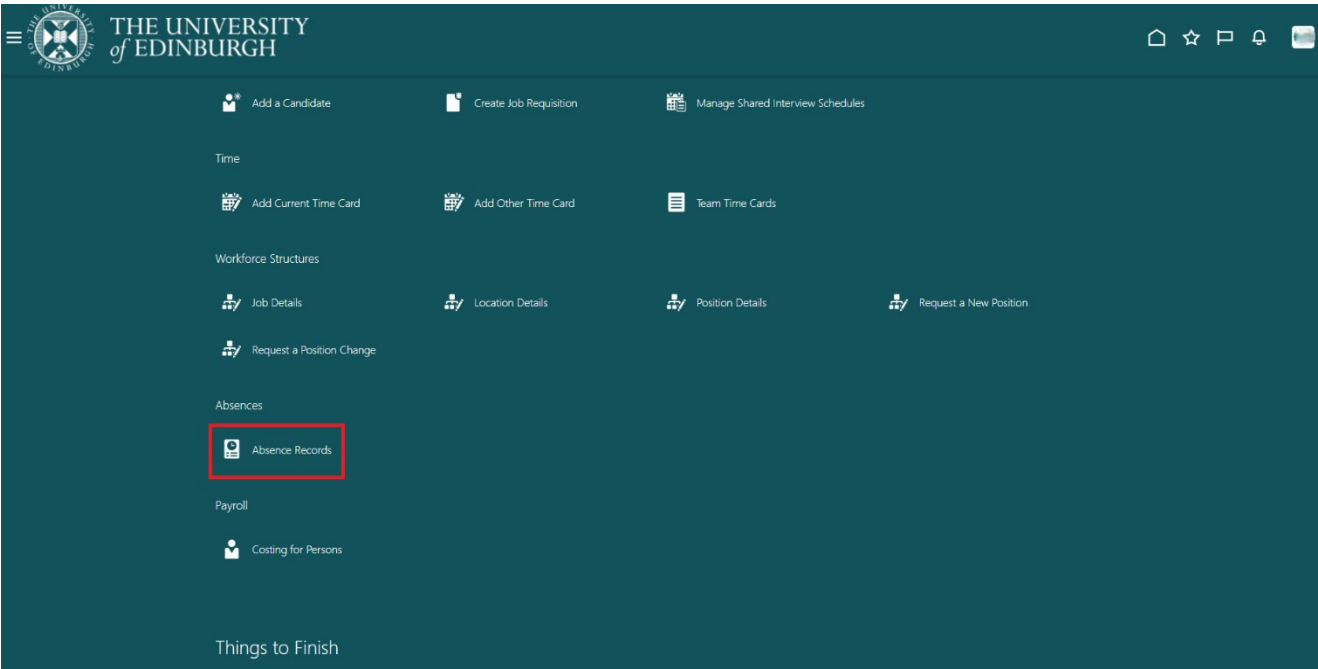 THE UNIVERSITY
of EDINBURGH
Add a Candidate
Create Job Requisition
Manage Shared Interview Schedules
Time
Add Current Time Card
Add Other Time Card
Team Time Cards
Workforce Structures
Job Details
Location Details
Position Details
Request a New Position
Request a Position Change
Absences
Absence Records
Payroll
Costing for Persons
Things to Finish